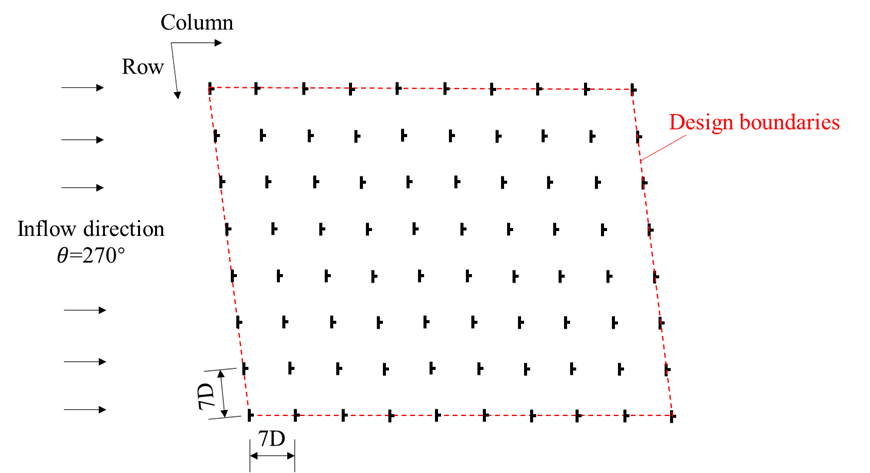 Column
Row
Design boundaries
Inflow direction
θ=270°
7D
7D